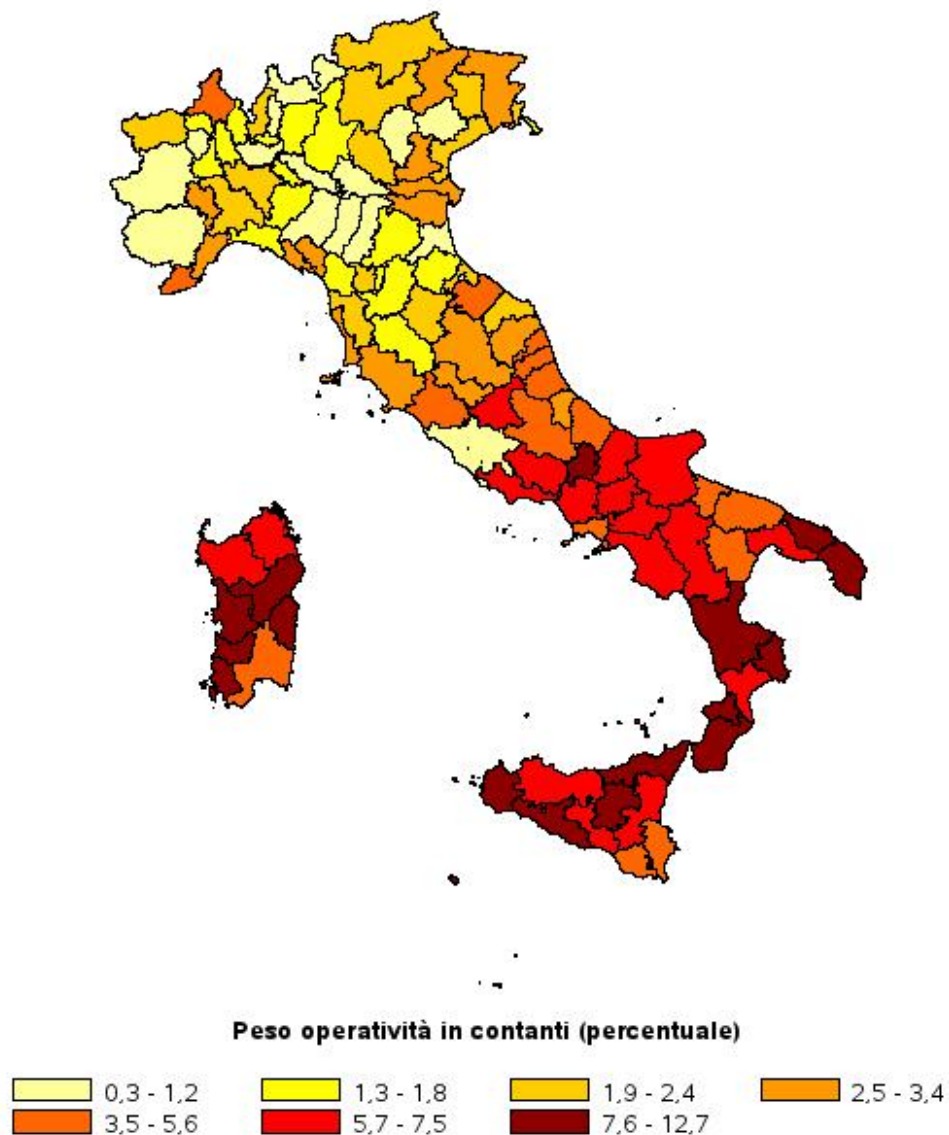 Peso operatività in contanti (percentuale)
0,3 - 1,2 1,3 - 1,8 1,9 - 2,4 2,5 - 3,4
3,5 - 5,6 5,7 - 7,5 7,6 - 12,7